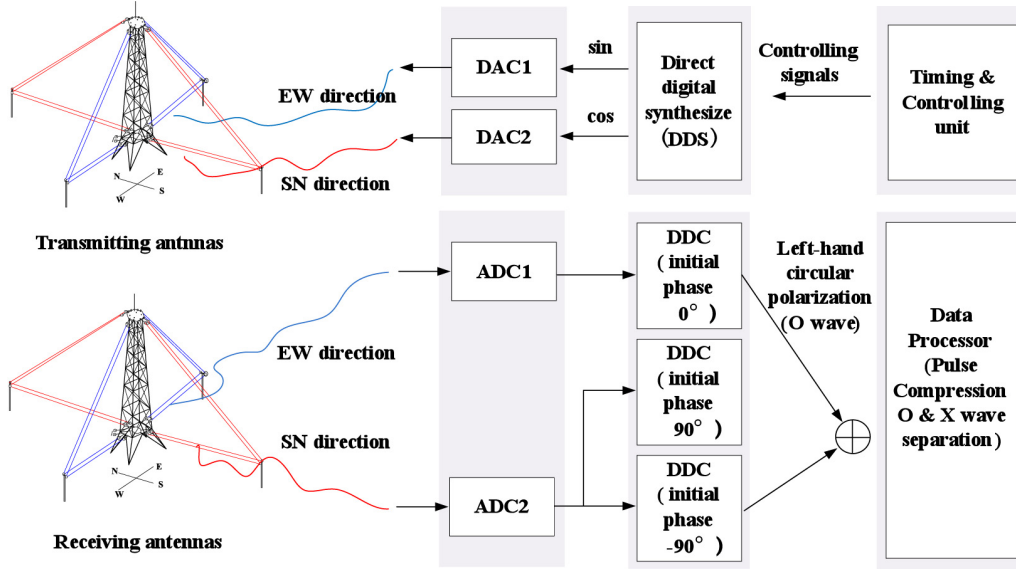 EW direction
SN direction
N
E
W
S
Transmitting antnnas
DAC1
DAC2
sin
cos
Direct
digital
synthesize
(DDS)
Controlling
signals
Timing &
Controlling
unit
EW direction
SN direction
N
E
W
S
Receiving antennas
ADC1
ADC2
DDC
( initial
phase
0° )
DDC
( initial
phase
90° )
DDC
( initial
phase
-90° )
Left-hand
circular
polarization
(O wave)
Data
Processor
(Pulse
Compression
O & X wave
separation)